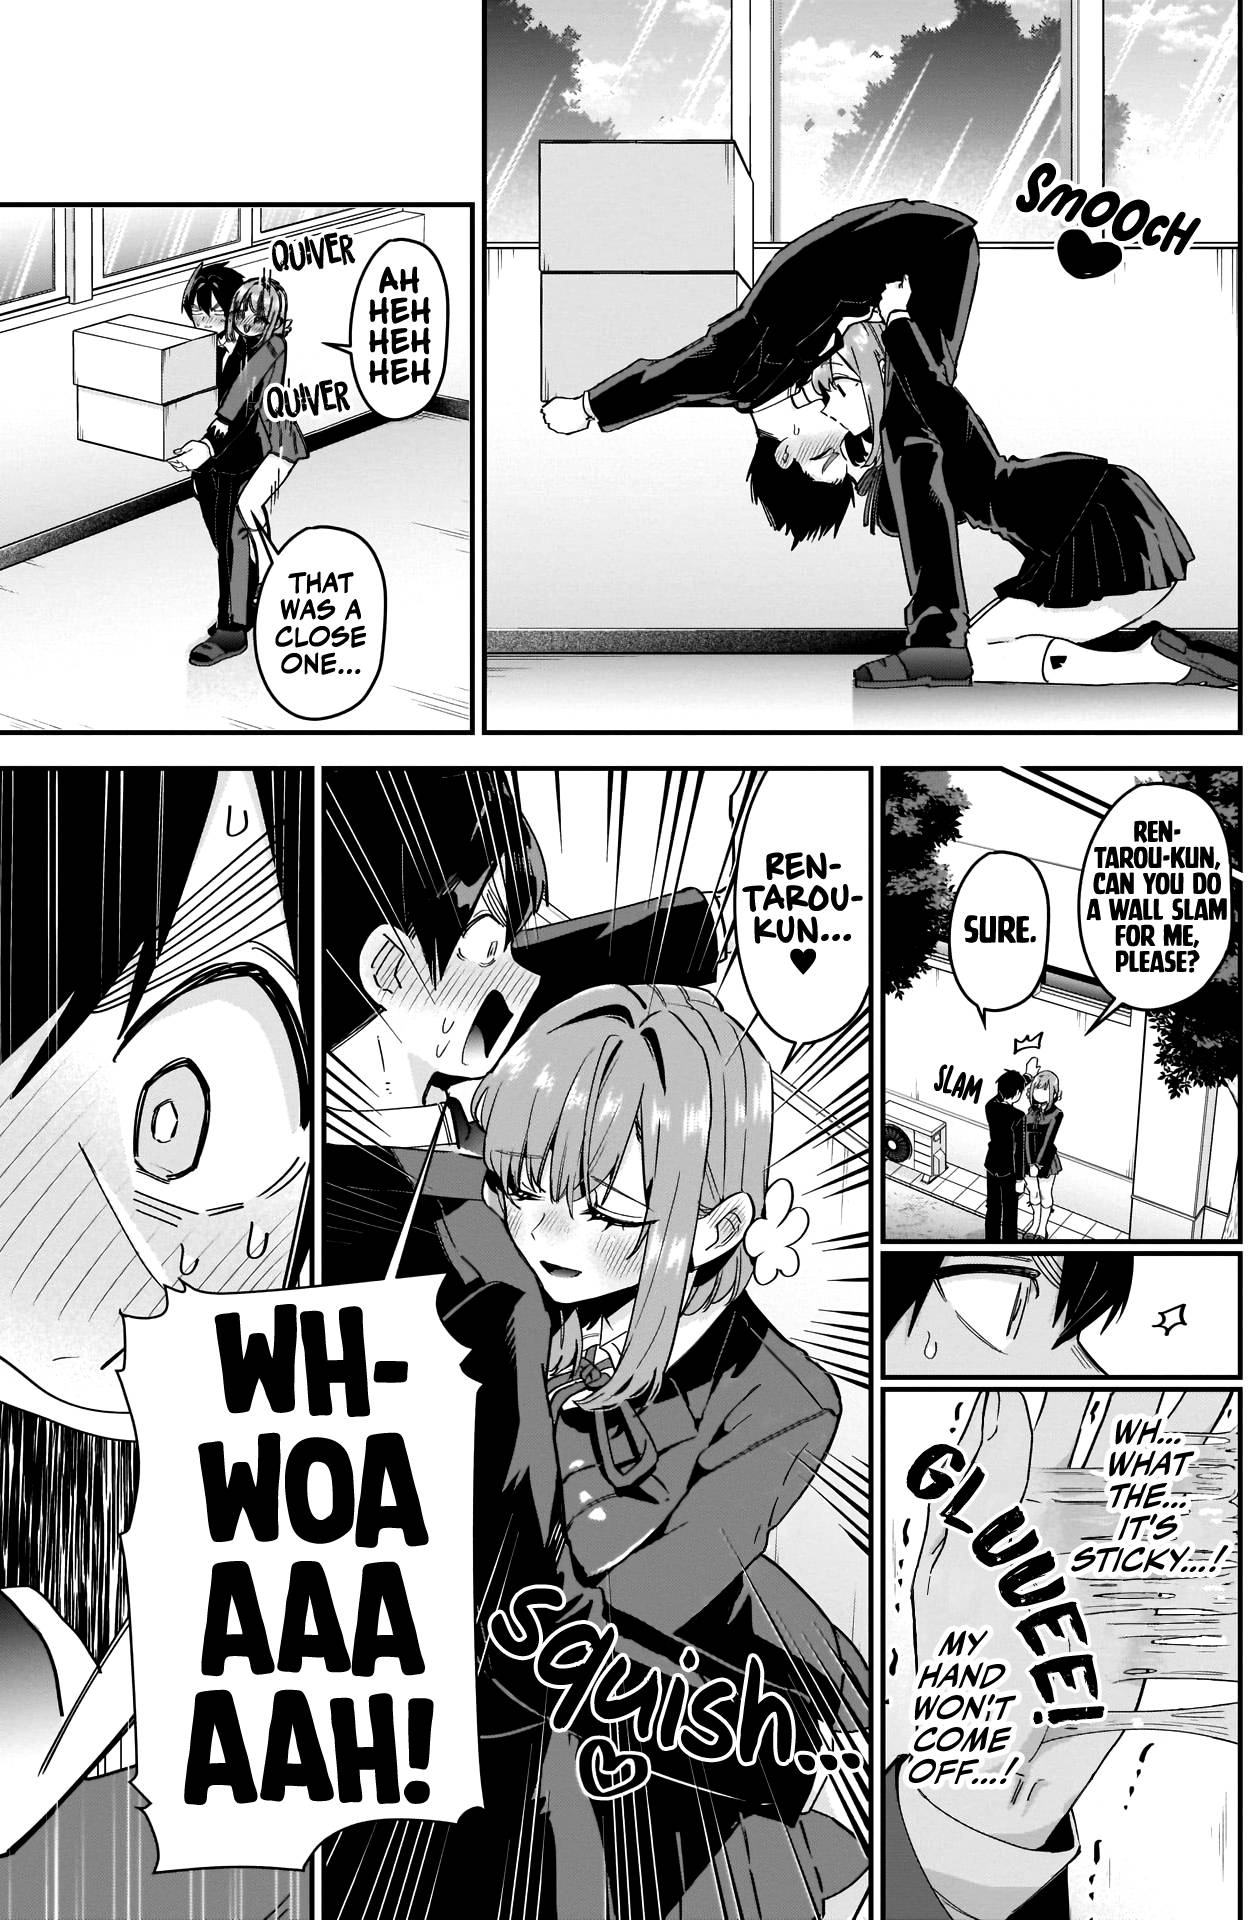 SMOOCH
QUIVER
AH
HEH
HEH
HEH
QUIVER
THAT
WAS A
CLOSE
ONE...
REN-
TAROU-KUN,
CAN YOU DO
A WALL SLAM
FOR ME,
PLEASE?
SURE.
SLAM
WH...
WHAT
THE...
IT'S
STICKY...!
GLUUEE!
MY
HAND
WON'T
COME
OFF...!
REN-
TAROU-
KUN...
♥
SQUISH...
WH-
WOA
AAA
AAH!